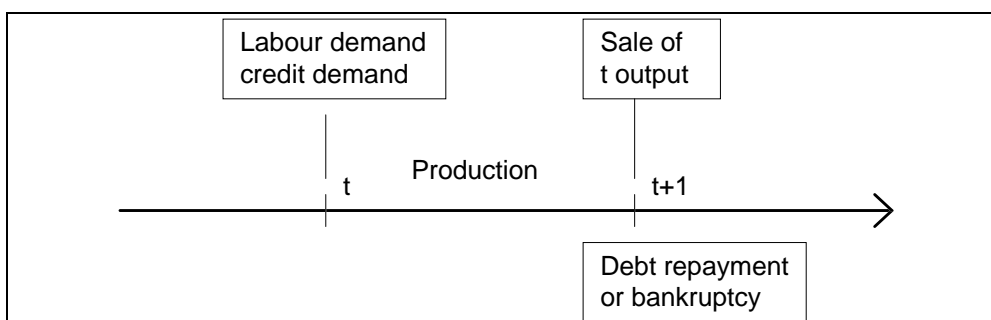 Labour demand
credit demand
Sale of
t output
Production
t
t+1
Debt repayment
or bankruptcy